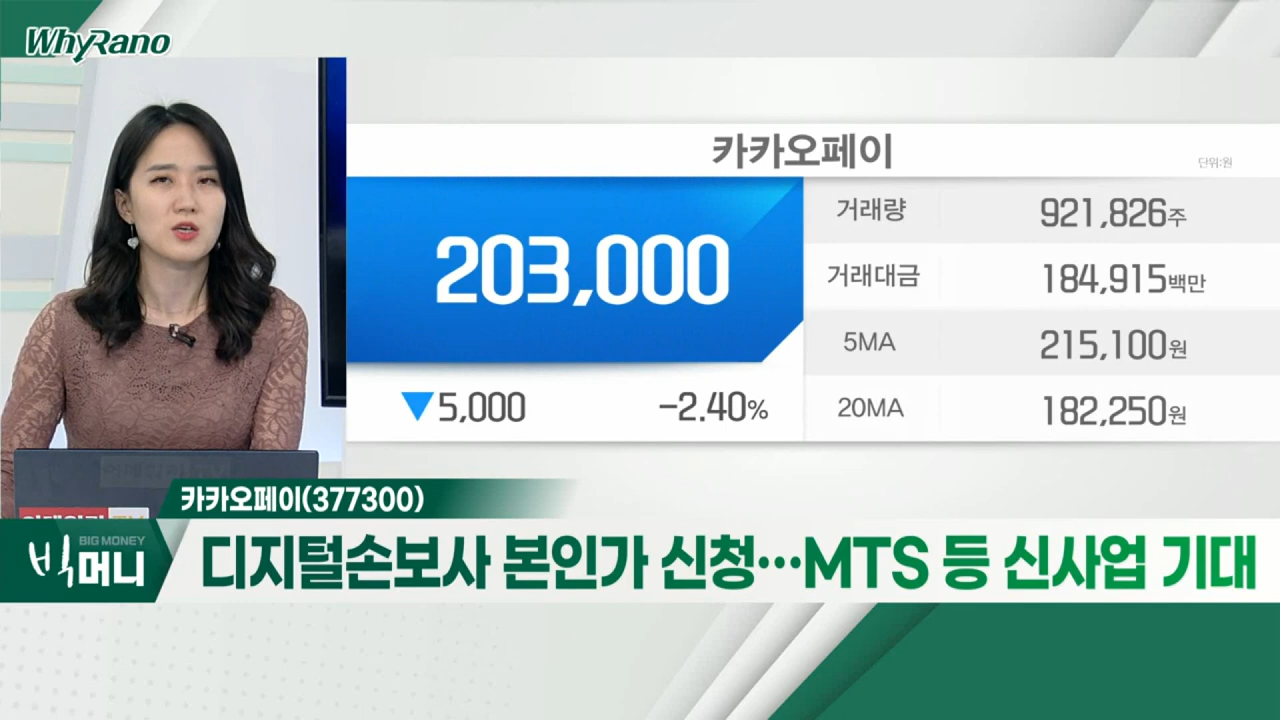 WhyRano
카카오페이
단위:원
203,000
▼5,000 -2.40%
거래량 921,826주
거래대금 184,915백만
5MA 215,100원
20MA 182,250원
카카오페이(377300)
BIG MONEY
빅머니
디지털손보사 본인가 신청…MTS 등 신사업 기대